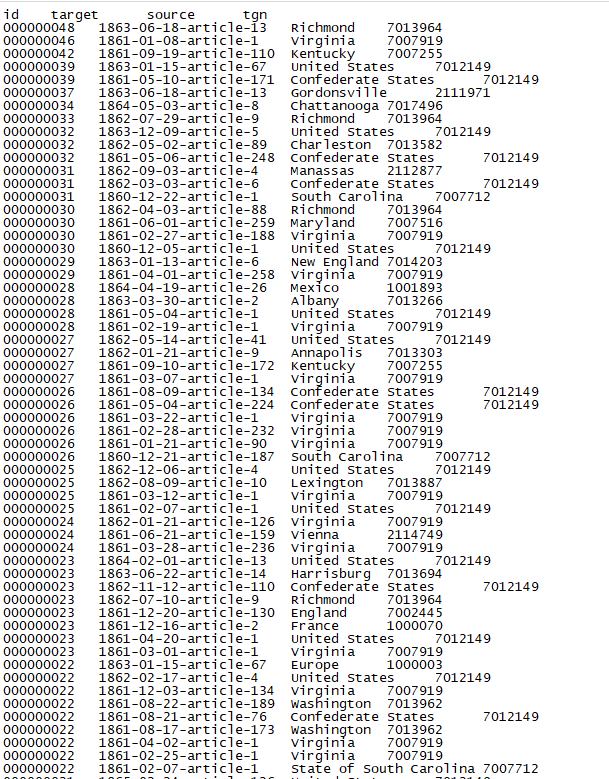 id target source tgn
000000048 1863-06-18-article-13 Richmond 7013964
000000046 1861-01-08-article-1 Virginia 7007919
000000042 1861-09-19-article-110 Kentucky 7007255
000000039 1863-01-15-article-67 United States 7012149
000000039 1861-05-10-article-171 Confederate States 7012149
000000037 1863-06-18-article-13 Gordonsville 2111971
000000034 1864-05-03-article-8 Chattanooga 7017496
000000033 1862-07-29-article-9 Richmond 7013964
000000032 1863-12-09-article-5 United States 7012149
000000032 1862-05-02-article-89 Charleston 7013582
000000032 1861-05-06-article-248 Confederate States 7012149
000000031 1862-09-03-article-4 Manassas 2112877
000000031 1862-03-03-article-6 Confederate States 7012149
000000031 1860-12-22-article-1 South Carolina 7007712
000000030 1862-04-03-article-88 Richmond 7013964
000000030 1861-06-01-article-259 Maryland 7007516
000000030 1861-02-27-article-188 Virginia 7007919
000000030 1860-12-05-article-1 United States 7012149
000000029 1863-01-13-article-6 New England 7014203
000000029 1861-04-01-article-258 Virginia 7007919
000000028 1864-04-19-article-26 Mexico 1001893
000000028 1863-03-30-article-2 Albany 7013266
000000028 1861-05-04-article-1 United States 7012149
000000028 1861-02-19-article-1 Virginia 7007919
000000027 1862-05-14-article-41 United States 7012149
000000027 1862-01-21-article-9 Annapolis 7013303
000000027 1861-09-10-article-172 Kentucky 7007255
000000027 1861-03-07-article-1 Virginia 7007919
000000026 1861-08-09-article-134 Confederate States 7012149
000000026 1861-05-04-article-224 Confederate States 7012149
000000026 1861-03-22-article-1 Virginia 7007919
000000026 1861-02-28-article-232 Virginia 7007919
000000026 1861-01-21-article-90 Virginia 7007919
000000026 1860-12-21-article-187 South Carolina 7007712
000000025 1862-12-06-article-4 United States 7012149
000000025 1862-08-09-article-10 Lexington 7013887
000000025 1861-03-12-article-1 Virginia 7007919
000000025 1861-02-07-article-1 United States 7012149
000000024 1862-01-21-article-126 Virginia 7007919
000000024 1861-06-21-article-159 Vienna 2114749
000000024 1861-03-28-article-236 Virginia 7007919
000000023 1864-02-01-article-13 United States 7012149
000000023 1863-06-22-article-14 Harrisburg 7013694
000000023 1862-11-12-article-110 Confederate States 7012149
000000023 1862-07-10-article-9 Richmond 7013964
000000023 1861-12-20-article-130 England 7002445
000000023 1861-12-16-article-2 France 1000070
000000023 1861-04-20-article-1 United States 7012149
000000023 1861-03-01-article-1 Virginia 7007919
000000022 1863-01-15-article-67 Europe 1000003
000000022 1862-02-17-article-4 United States 7012149
000000022 1861-12-03-article-134 Virginia 7007919
000000022 1861-08-22-article-189 Washington 7013962
000000022 1861-08-21-article-76 Confederate States 7012149
000000022 1861-08-17-article-173 Washington 7013962
000000022 1861-04-02-article-1 Virginia 7007919
000000022 1861-02-25-article-1 Virginia 7007919
000000022 1861-02-07-article-1 State of South Carolina 7007712